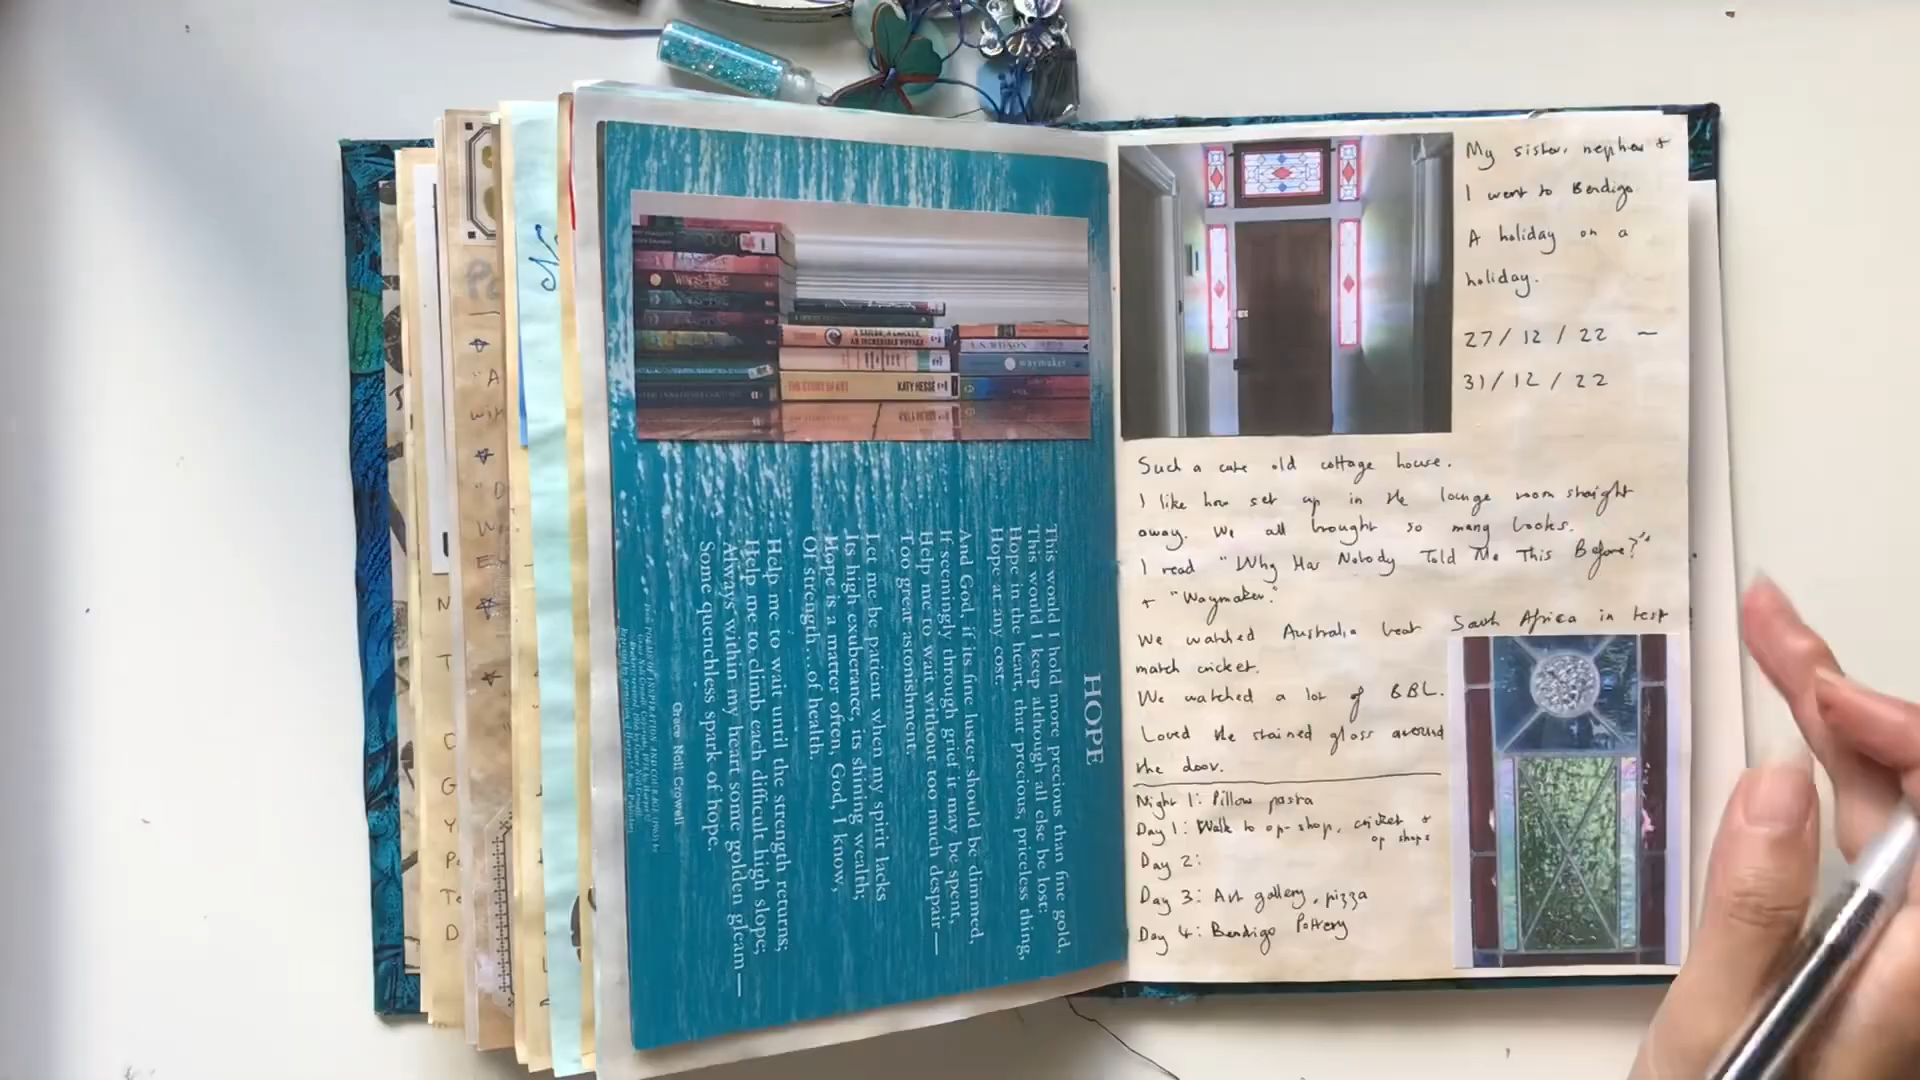 WINGS FIRE
A SAILOR, A CHICKEN,
AN INCREDIBLE VOYAGE
A. N. WILSON
waymaker
THE STORY OF ART
KATY HESSEL
HOPE
This would I hold more precious than fine gold,
This would I keep although all else be lost:
Hope in the heart, that precious, priceless thing,
Hope at any cost.
And God, if its fine luster should be dimmed,
If seemingly through grief it may be spent,
Help me to wait without too much despair—
Too great astonishment.
Let me be patient when my spirit lacks
Its high exuberance, its shining wealth;
Hope is a matter often, God, I know,
Of strength...of health.
Help me to wait until the strength returns;
Help me to climb each difficult high slope;
Always within my heart some golden gleam—
Some quenchless spark of hope.
Grace Noll Crowell
My sister, nephew &
I went to Bendigo
A holiday on a
holiday.
27/12/22 ~
31/12/22
Such a cute old cottage house.
I like how set up in the lounge room straight
away. We all brought so many books.
I read "Why Has Nobody Told Me This Before?"
+ "Waymaker."
We watched Australia beat South Africa in test
match cricket.
We watched a lot of BBL.
Loved the stained glass around
the door.
Night 1: Pillow pasta
Day 1: Walk to op-shop, cricket &
op shops
Day 2:
Day 3: Art gallery, pizza
Day 4: Bendigo Pottery